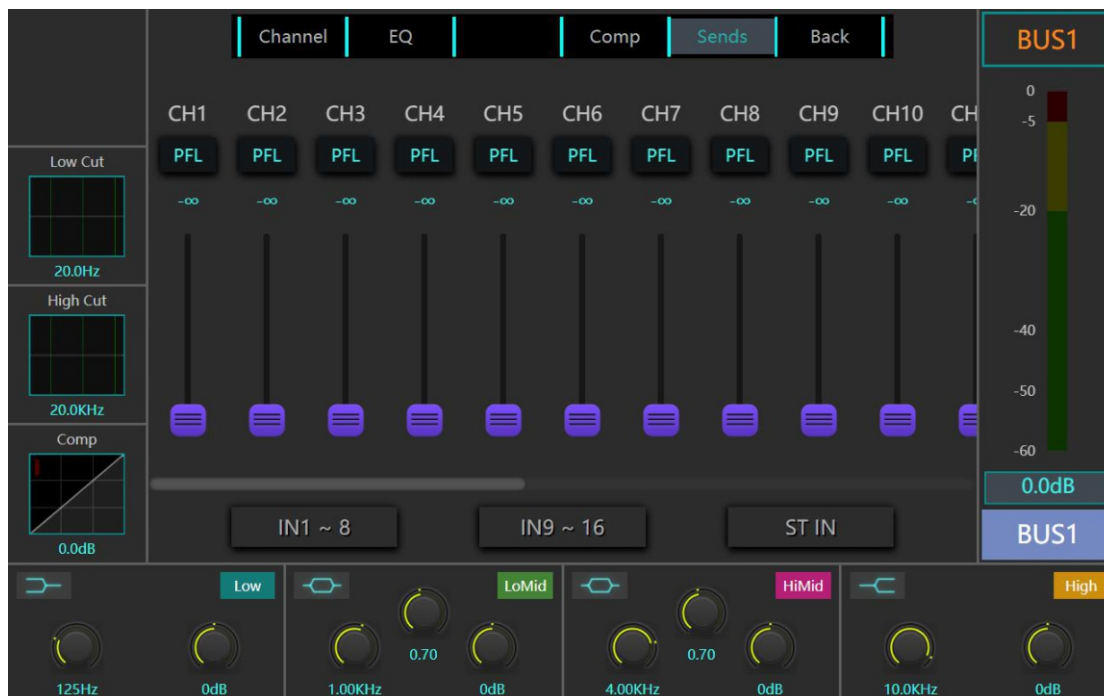 Channel EQ Comp Sends Back
BUS1
CH1 CH2 CH3 CH4 CH5 CH6 CH7 CH8 CH9 CH10 CH
PFL PFL PFL PFL PFL PFL PFL PFL PFL PFL PF
-∞ -∞ -∞ -∞ -∞ -∞ -∞ -∞ -∞ -∞ -∞
Low Cut
20.0Hz
High Cut
20.0KHz
Comp
0.0dB
0
-5
-20
-40
-50
-60
0.0dB
BUS1
IN1 ~ 8 IN9 ~ 16 ST IN
Low
125Hz 0dB
LoMid
0.70
1.00KHz 0dB
HiMid
0.70
4.00KHz 0dB
High
10.0KHz 0dB